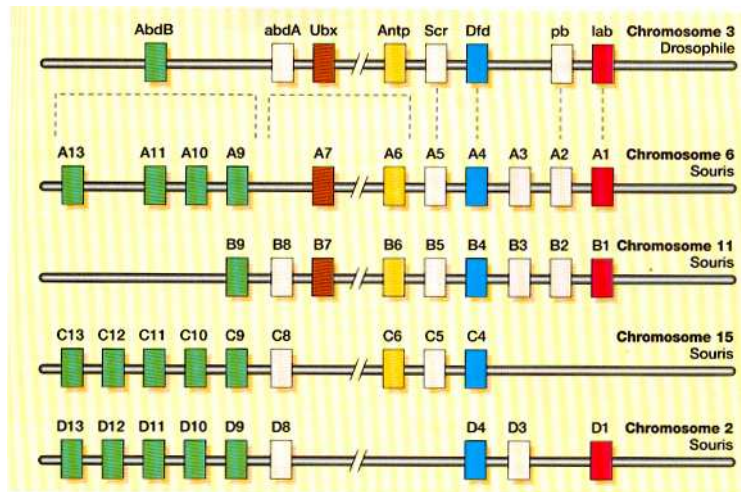 AbdB abdA Ubx Antp Scr Dfd pb lab Chromosome 3
Drosophile
A13 A11 A10 A9 A7 A6 A5 A4 A3 A2 A1 Chromosome 6
Souris
B9 B8 B7 B6 B5 B4 B3 B2 B1 Chromosome 11
Souris
C13 C12 C11 C10 C9 C8 C6 C5 C4 Chromosome 15
Souris
D13 D12 D11 D10 D9 D8 D4 D3 D1 Chromosome 2
Souris